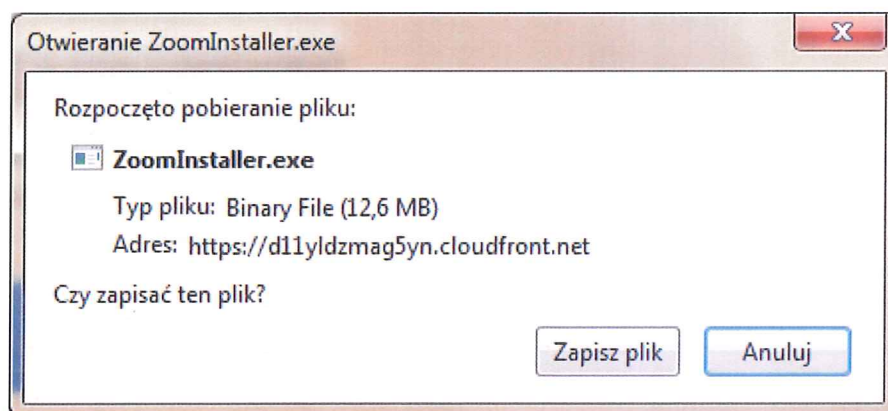 Otwieranie ZoomInstaller.exe
Rozpoczęto pobieranie pliku:
ZoomInstaller.exe
Typ pliku: Binary File (12,6 MB)
Adres: https://d11yldzmag5yn.cloudfront.net
Czy zapisać ten plik?
Zapisz plik
Anuluj